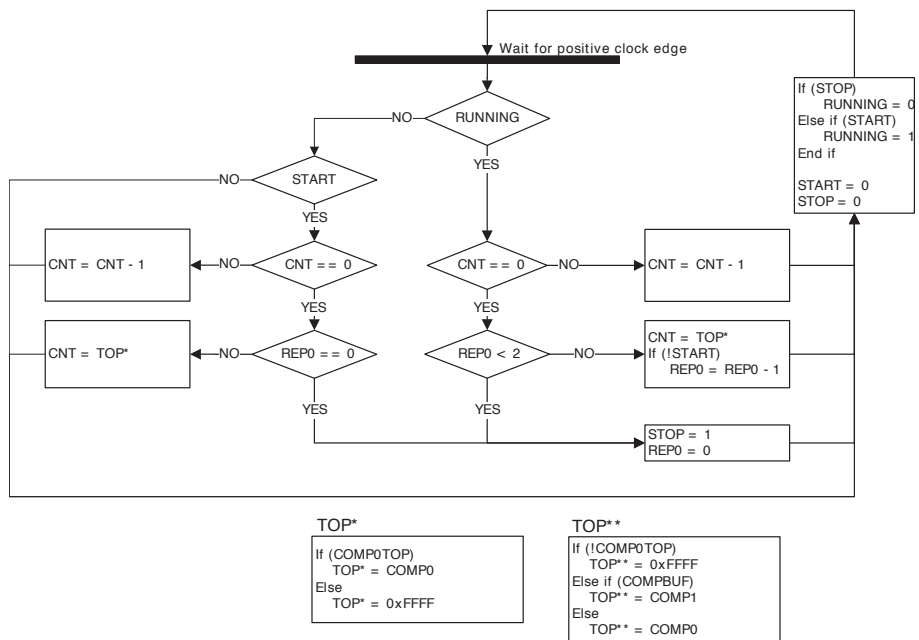 Wait for positive clock edge
If (STOP)
RUNNING = 0
Else if (START)
RUNNING = 1
End if
START = 0
STOP = 0
NO
RUNNING
YES
NO
START
YES
CNT = CNT - 1
NO
CNT == 0
CNT == 0
NO
CNT = CNT - 1
YES
YES
CNT = TOP*
NO
REP0 == 0
REP0 < 2
NO
CNT = TOP*
If (!START)
REP0 = REP0 - 1
YES
YES
STOP = 1
REP0 = 0
TOP*
If (COMP0TOP)
TOP* = COMP0
Else
TOP* = 0xFFFF
TOP**
If (!COMP0TOP)
TOP** = 0xFFFF
Else if (COMPBUF)
TOP** = COMP1
Else
TOP** = COMP0